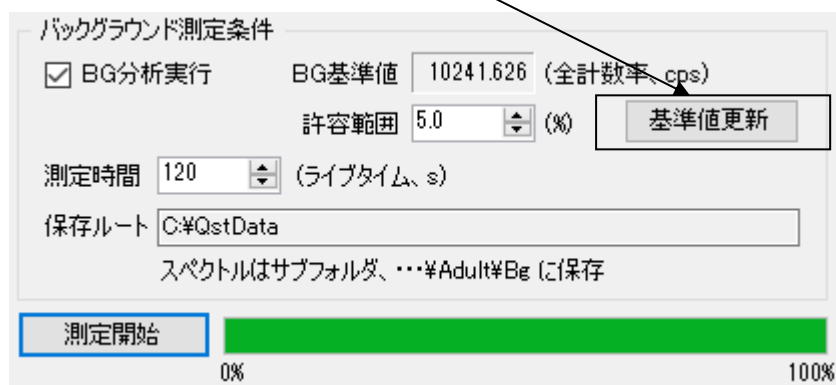 バックグラウンド測定条件
BG分析実行 BG基準値 10241.626 (全計数率、cps)
許容範囲 5.0 (%) 基準値更新
測定時間 120 (ライブタイム、s)
保存ルート C:¥QstData
スペクトルはサブフォルダ、・・・¥Adult¥Bg に保存
測定開始
0% 100%